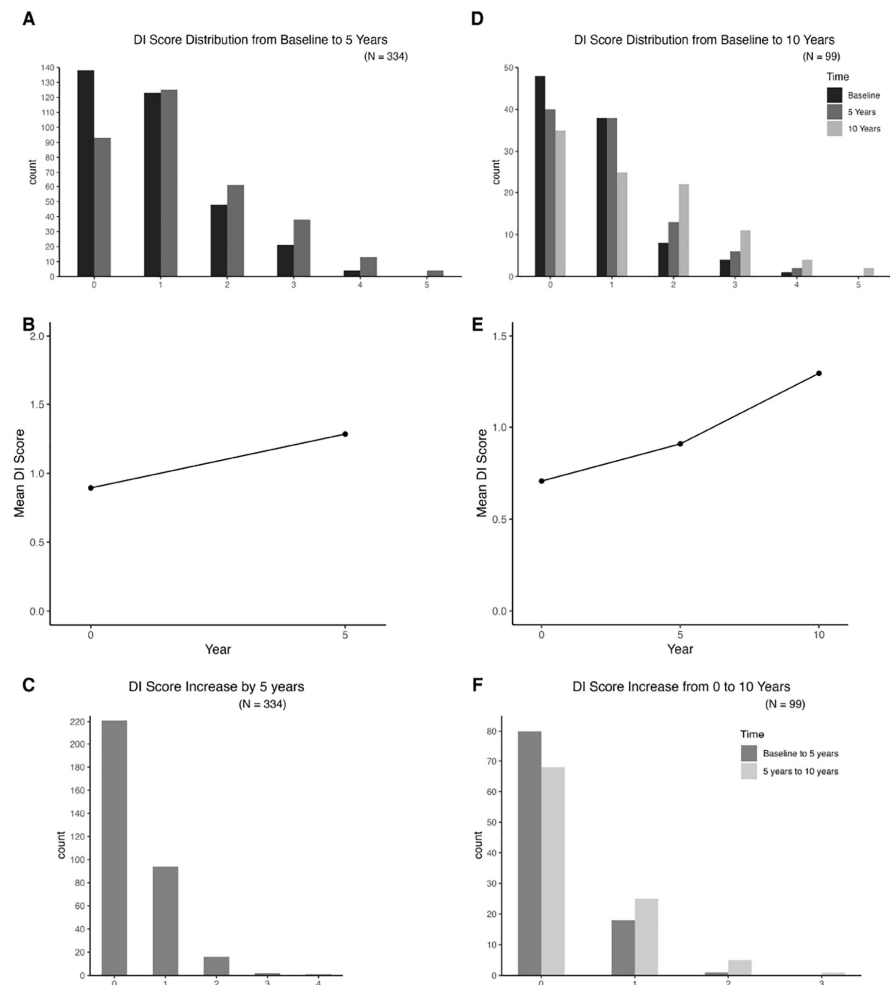 A
DI Score Distribution from Baseline to 5 Years
(N = 334)
count
140
130
120
110
100
90
80
70
60
50
40
30
20
10
0
0 1 2 3 4 5
D
DI Score Distribution from Baseline to 10 Years
(N = 99)
Time
Baseline
5 Years
10 Years
count
50
40
30
20
10
0
0 1 2 3 4 5
B
Mean DI Score
2.0
1.5
1.0
0.5
0.0
0 5
Year
E
Mean DI Score
1.5
1.0
0.5
0.0
0 5 10
Year
C
DI Score Increase by 5 years
(N = 334)
count
220
200
180
160
140
120
100
80
60
40
20
0
0 1 2 3 4
F
DI Score Increase from 0 to 10 Years
(N = 99)
Time
Baseline to 5 years
5 years to 10 years
count
80
70
60
50
40
30
20
10
0
0 1 2 3